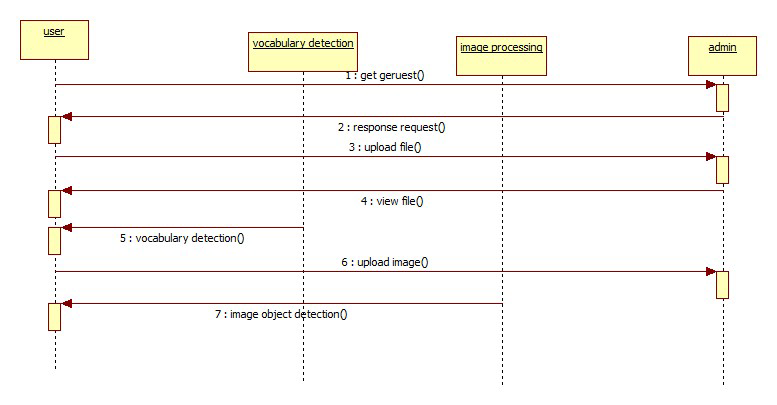 user
vocabulary detection
image processing
admin
1 : get geruest()
2 : response request()
3 : upload file()
4 : view file()
5 : vocabulary detection()
6 : upload image()
7 : image object detection()